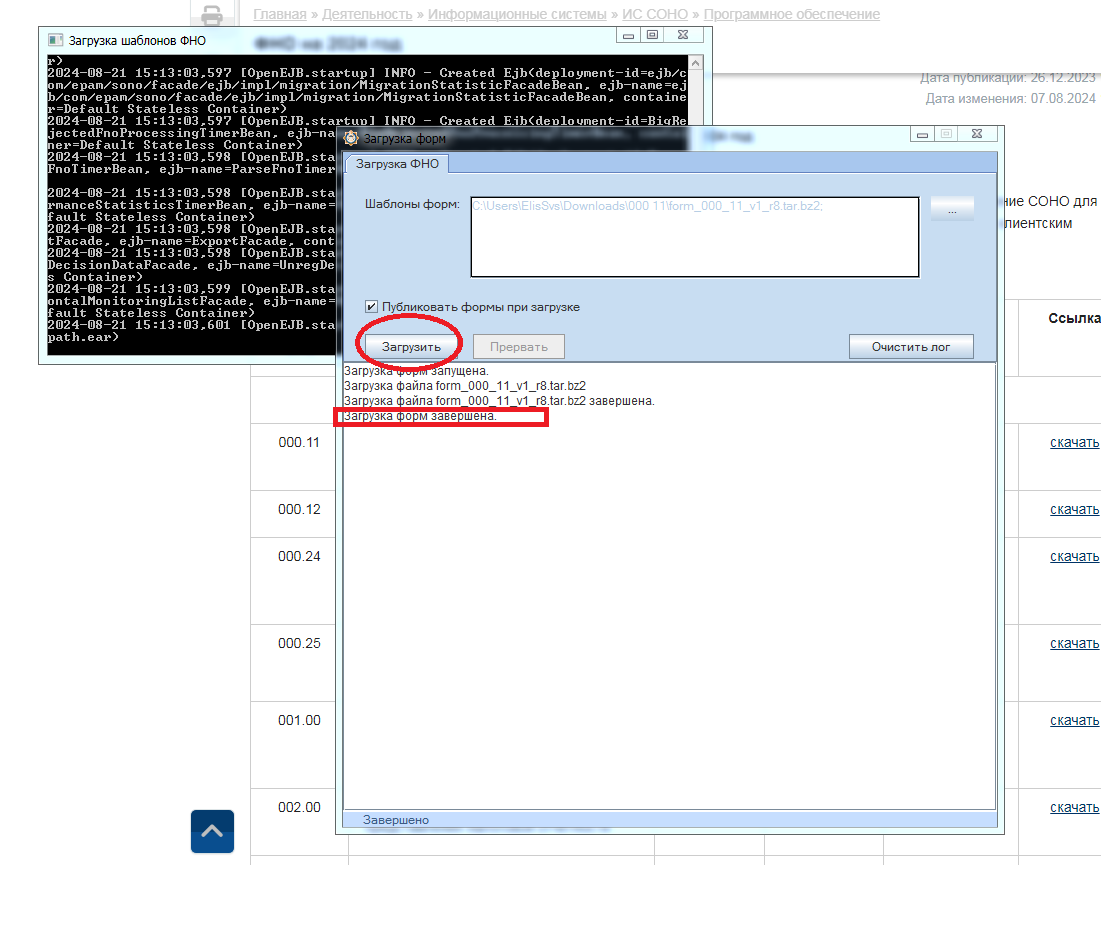 Главная » Деятельность » Информационные системы » ИС СОНО » Программное обеспечение
ФНО на 2024 год
Дата публикации: 26.12.2023
Дата изменения: 07.08.2024
Загрузка шаблонов ФНО
r)
2024-08-21 15:13:03,597 [OpenEJB.startup] INFO - Created Ejb(deployment-id=ejb/c
om/epam/sono/facade/ejb/impl/migration/MigrationStatisticFacadeBean, ejb-name=ej
b/com/epam/sono/facade/ejb/impl/migration/MigrationStatisticFacadeBean, containe
r=Default Stateless Container)
2024-08-21 15:13:03,597 [OpenEJB.startup] INFO - Created Ejb(deployment-id=BigRe
jectedFnoProcessingTimerBean, ejb-na
ner=Default Stateless Container)
2024-08-21 15:13:03,598 [OpenEJB.sta
FnoTimerBean, ejb-name=ParseFnoTimer
2024-08-21 15:13:03,598 [OpenEJB.sta
rmanceStatisticsTimerBean, ejb-name=
fault Stateless Container)
2024-08-21 15:13:03,598 [OpenEJB.sta
tFacade, ejb-name=ExportFacade, cont
2024-08-21 15:13:03,598 [OpenEJB.sta
DecisionDataFacade, ejb-name=UnregDe
s Container)
2024-08-21 15:13:03,599 [OpenEJB.sta
ontalMonitoringListFacade, ejb-name=
fault Stateless Container)
2024-08-21 15:13:03,601 [OpenEJB.sta
path.ear)
Загрузка форм
Загрузка ФНО
Шаблоны форм:
C:\Users\ElisSvs\Downloads\000 11\form_000_11_v1_r8.tar.bz2;
...
Публиковать формы при загрузке
Загрузить
Прервать
Очистить лог
Загрузка форм запущена.
Загрузка файла form_000_11_v1_r8.tar.bz2
Загрузка файла form_000_11_v1_r8.tar.bz2 завершена.
Загрузка форм завершена.
Завершено
ние СОНО для
лиентским
Ссылка
000.11 скачать
000.12 скачать
000.24 скачать
000.25 скачать
001.00 скачать
002.00 скачать